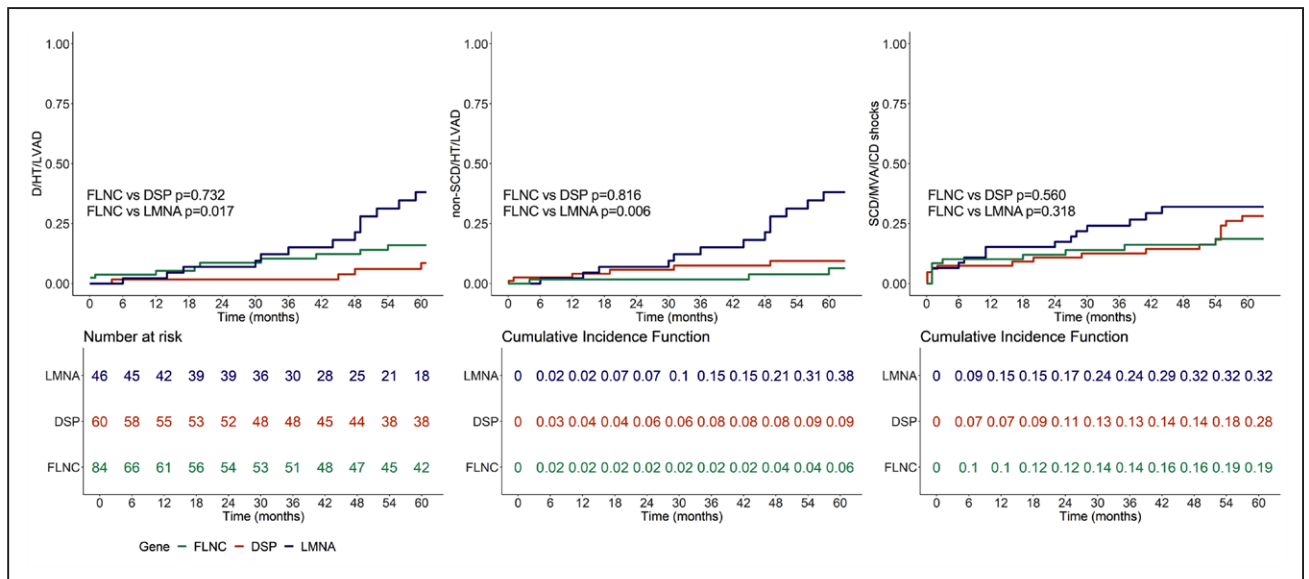 D/HT/LVAD
1.00
0.75
0.50
0.25
0.00
FLNC vs DSP p=0.732
FLNC vs LMNA p=0.017
0 6 12 18 24 30 36 42 48 54 60
Time (months)
non-SCD/HT/LVAD
1.00
0.75
0.50
0.25
0.00
FLNC vs DSP p=0.816
FLNC vs LMNA p=0.006
0 6 12 18 24 30 36 42 48 54 60
Time (months)
SCD/MVA/ICD shocks
1.00
0.75
0.50
0.25
0.00
FLNC vs DSP p=0.560
FLNC vs LMNA p=0.318
0 6 12 18 24 30 36 42 48 54 60
Time (months)
Number at risk
LMNA 46 45 42 39 39 36 30 28 25 21 18
DSP 60 58 55 53 52 48 48 45 44 38 38
FLNC 84 66 61 56 54 53 51 48 47 45 42
0 6 12 18 24 30 36 42 48 54 60
Time (months)
Cumulative Incidence Function
LMNA 0 0.02 0.02 0.07 0.07 0.1 0.15 0.15 0.21 0.31 0.38
DSP 0 0.03 0.04 0.04 0.06 0.06 0.08 0.08 0.08 0.09 0.09
FLNC 0 0.02 0.02 0.02 0.02 0.02 0.02 0.02 0.04 0.04 0.06
0 6 12 18 24 30 36 42 48 54 60
Time (months)
Cumulative Incidence Function
LMNA 0 0.09 0.15 0.15 0.17 0.24 0.24 0.29 0.32 0.32 0.32
DSP 0 0.07 0.07 0.09 0.11 0.13 0.13 0.14 0.14 0.18 0.28
FLNC 0 0.1 0.1 0.12 0.12 0.14 0.14 0.16 0.16 0.19 0.19
0 6 12 18 24 30 36 42 48 54 60
Time (months)
Gene FLNC DSP LMNA